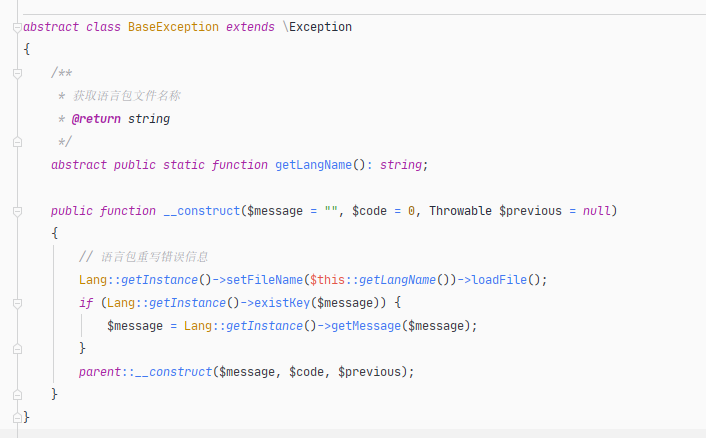 abstract class BaseException extends \Exception
{
    /**
     * 获取语言包文件名称
     * @return string
     */
    abstract public static function getLangName(): string;
    public function __construct($message = "", $code = 0, Throwable $previous = null)
    {
        // 语言包重写错误信息
        Lang::getInstance()->setFileName($this::getLangName())->loadFile();
        if (Lang::getInstance()->existKey($message)) {
            $message = Lang::getInstance()->getMessage($message);
        }
        parent::__construct($message, $code, $previous);
    }
}